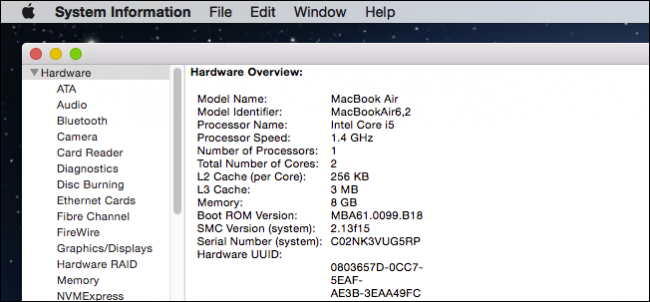 System Information File Edit Window Help
Hardware
ATA
Audio
Bluetooth
Camera
Card Reader
Diagnostics
Disc Burning
Ethernet Cards
Fibre Channel
FireWire
Graphics/Displays
Hardware RAID
Memory
NVMExpress
Hardware Overview:
Model Name: MacBook Air
Model Identifier: MacBookAir6,2
Processor Name: Intel Core i5
Processor Speed: 1.4 GHz
Number of Processors: 1
Total Number of Cores: 2
L2 Cache (per Core): 256 KB
L3 Cache: 3 MB
Memory: 8 GB
Boot ROM Version: MBA61.0099.B18
SMC Version (system): 2.13f15
Serial Number (system): C02NK3VUG5RP
Hardware UUID:
0803657D-0CC7-
5EAF-
AE3B-3EAA49FC